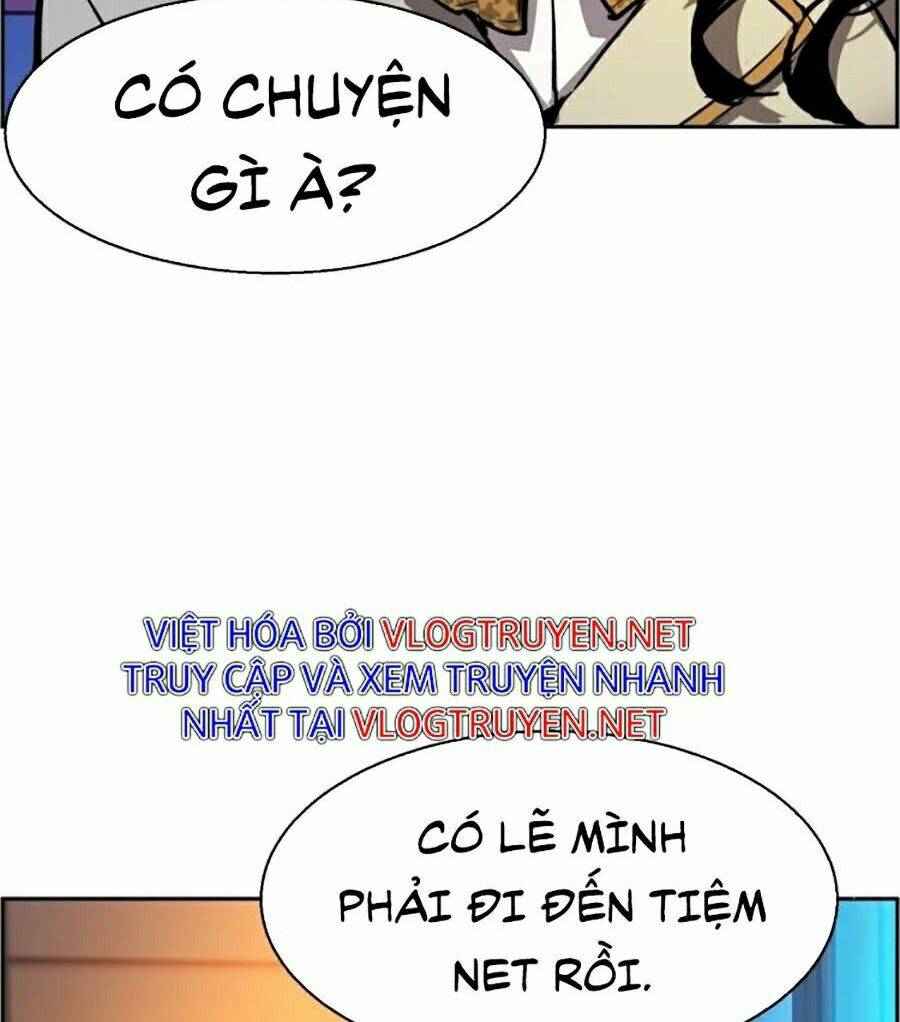 CÓ CHUYỆN
GÌ À?
VIỆT HÓA BỞI VLOGTRUYEN.NET
TRUY CẬP VÀ XEM TRUYỆN NHANH
NHẤT TẠI VLOGTRUYEN.NET
CÓ LẼ MÌNH
PHẢI ĐI ĐẾN TIỆM
NET RỒI.